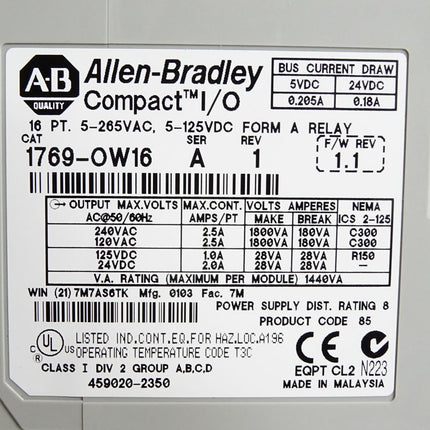 A-B
QUALITY
Allen-Bradley
Compact™ I/O
BUS CURRENT DRAW
5VDC 24VDC
0.205A 0.18A
16 PT. 5-265VAC, 5-125VDC FORM A RELAY
CAT SER REV F/W REV
1769-OW16 A 1 1.1
OUTPUT MAX.VOLTS MAX.CONT. VOLTS AMPERES NEMA
AC@50/60Hz AMPS/PT MAKE BREAK ICS 2-125
240VAC 2.5A 1800VA 180VA C300
120VAC 2.5A 1800VA 180VA C300
125VDC 1.0A 28VA 28VA R150
24VDC 2.0A 28VA 28VA -
V.A. RATING (MAXIMUM PER MODULE) 1440VA
WIN (21) 7M7AS6TK Mfg. 0103 Fac. 7M
POWER SUPPLY DIST. RATING 8
PRODUCT CODE 85
c UL US LISTED IND.CONT.EQ.FOR HAZ.LOC.A196
OPERATING TEMPERATURE CODE T3C
CLASS I DIV 2 GROUP A,B,C,D
459020-2350
CE
EQPT CL2 N223
MADE IN MALAYSIA